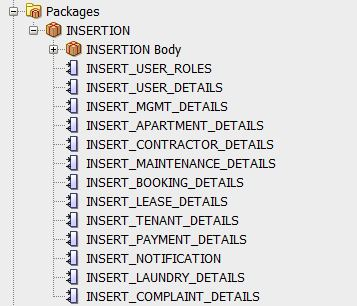 Packages
INSERTION
INSERTION Body
INSERT_USER_ROLES
INSERT_USER_DETAILS
INSERT_MGMT_DETAILS
INSERT_APARTMENT_DETAILS
INSERT_CONTRACTOR_DETAILS
INSERT_MAINTENANCE_DETAILS
INSERT_BOOKING_DETAILS
INSERT_LEASE_DETAILS
INSERT_TENANT_DETAILS
INSERT_PAYMENT_DETAILS
INSERT_NOTIFICATION
INSERT_LAUNDRY_DETAILS
INSERT_COMPLAINT_DETAILS